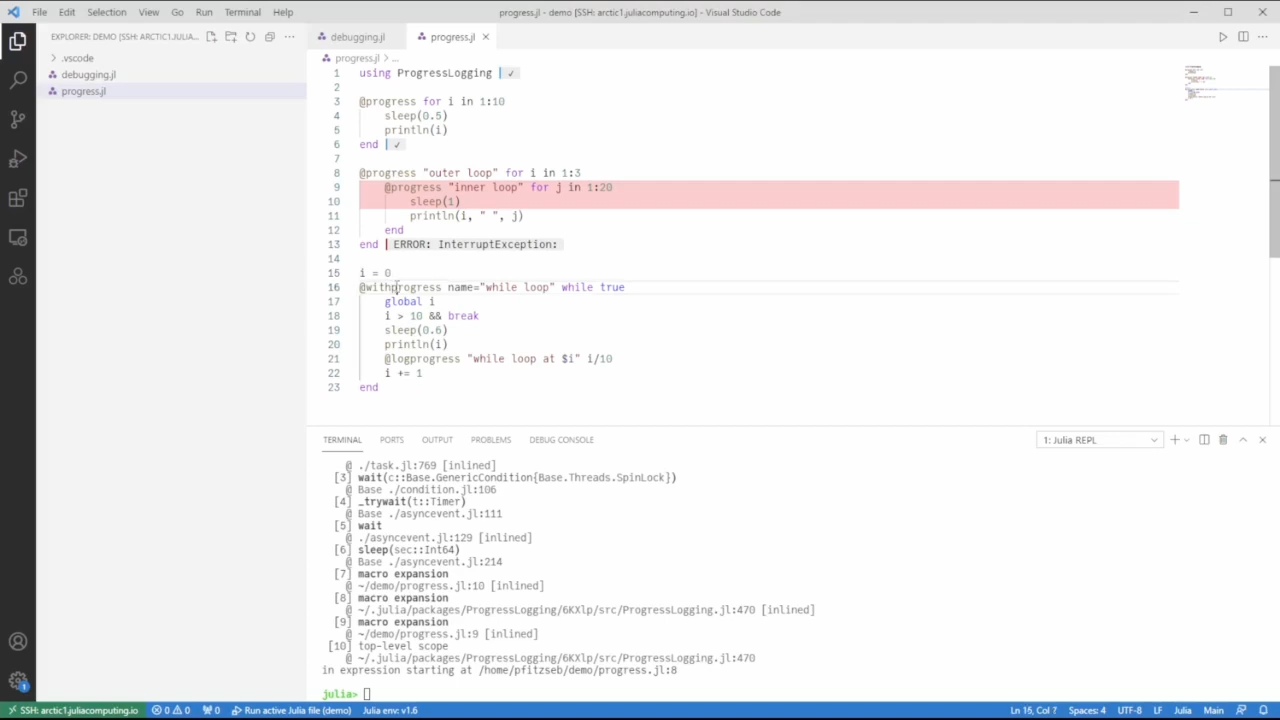 File Edit Selection View Go Run Terminal Help
progress.jl - demo [SSH: arctic1.juliacomputing.io] - Visual Studio Code
EXPLORER: DEMO [SSH: ARCTIC1.JULIA...
.vscode
debugging.jl
progress.jl
debugging.jl
progress.jl
progress.jl > ...
1 using ProgressLogging ✓
2
3 @progress for i in 1:10
4 sleep(0.5)
5 println(i)
6 end ✓
7
8 @progress "outer loop" for i in 1:3
9 @progress "inner loop" for j in 1:20
10 sleep(1)
11 println(i, " ", j)
12 end
13 end ERROR: InterruptException:
14
15 i = 0
16 @withprogress name="while loop" while true
17 global i
18 i > 10 && break
19 sleep(0.6)
20 println(i)
21 @logprogress "while loop at $i" i/10
22 i += 1
23 end
TERMINAL PORTS OUTPUT PROBLEMS DEBUG CONSOLE
1: Julia REPL
@ ./task.jl:769 [inlined]
[3] wait(c::Base.GenericCondition{Base.Threads.SpinLock})
@ Base ./condition.jl:106
[4] _trywait(t::Timer)
@ Base ./asyncevent.jl:111
[5] wait
@ ./asyncevent.jl:129 [inlined]
[6] sleep(sec::Int64)
@ Base ./asyncevent.jl:214
[7] macro expansion
@ ~/demo/progress.jl:10 [inlined]
[8] macro expansion
@ ~/.julia/packages/ProgressLogging/6KXlp/src/ProgressLogging.jl:470 [inlined]
[9] macro expansion
@ ~/demo/progress.jl:9 [inlined]
[10] top-level scope
@ ~/.julia/packages/ProgressLogging/6KXlp/src/ProgressLogging.jl:470
in expression starting at /home/pfitzseb/demo/progress.jl:8
julia>
1
SSH: arctic1.juliacomputing.io 0 0 0 Run active Julia file (demo) Julia env: v1.6
Ln 15, Col 7 Spaces: 4 UTF-8 LF Julia Main